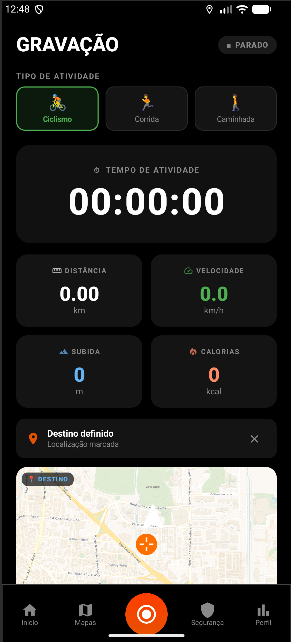 12:48
GRAVAÇÃO
PARADO
TIPO DE ATIVIDADE
Ciclismo
Corrida
Caminhada
TEMPO DE ATIVIDADE
00:00:00
DISTÂNCIA
0.00
km
VELOCIDADE
0.0
km/h
SUBIDA
0
m
CALORIAS
0
kcal
Destino definido
Localização marcada
DESTINO
Início
Mapas
Segurança
Perfil